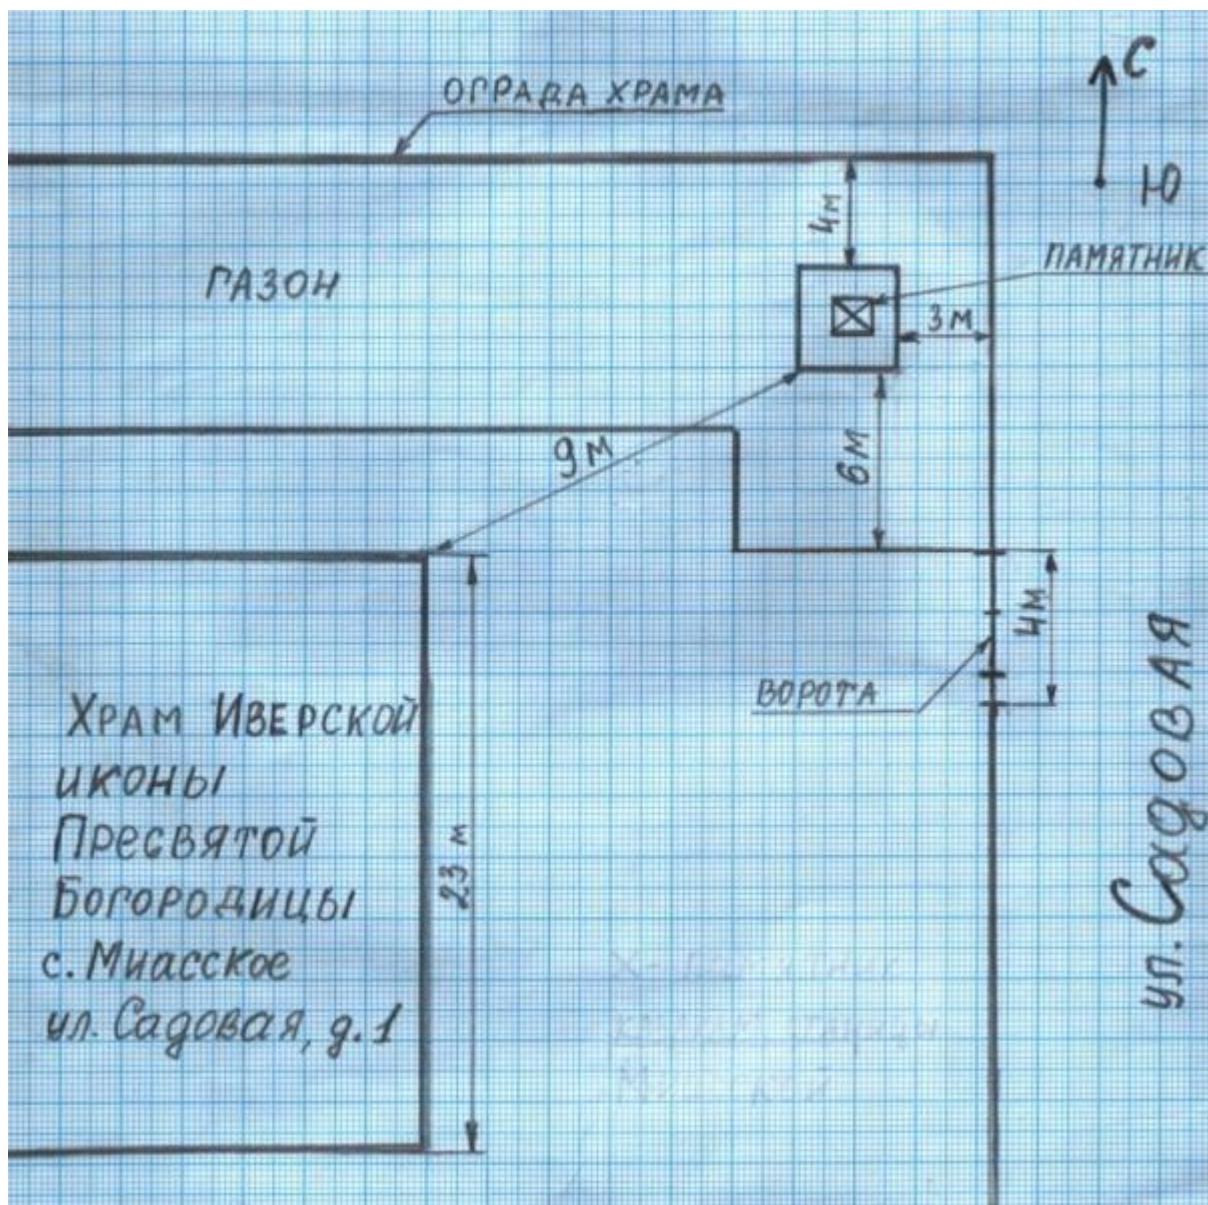 ОГРАДА ХРАМА
С
Ю
4м
ПАМЯТНИК
ГАЗОН
3м
9м
6м
4м
ВОРОТА
Храм Иверской
иконы
Пресвятой
Богородицы
с. Миасское
ул. Садовая, д.1
23 м
ул. Садовая